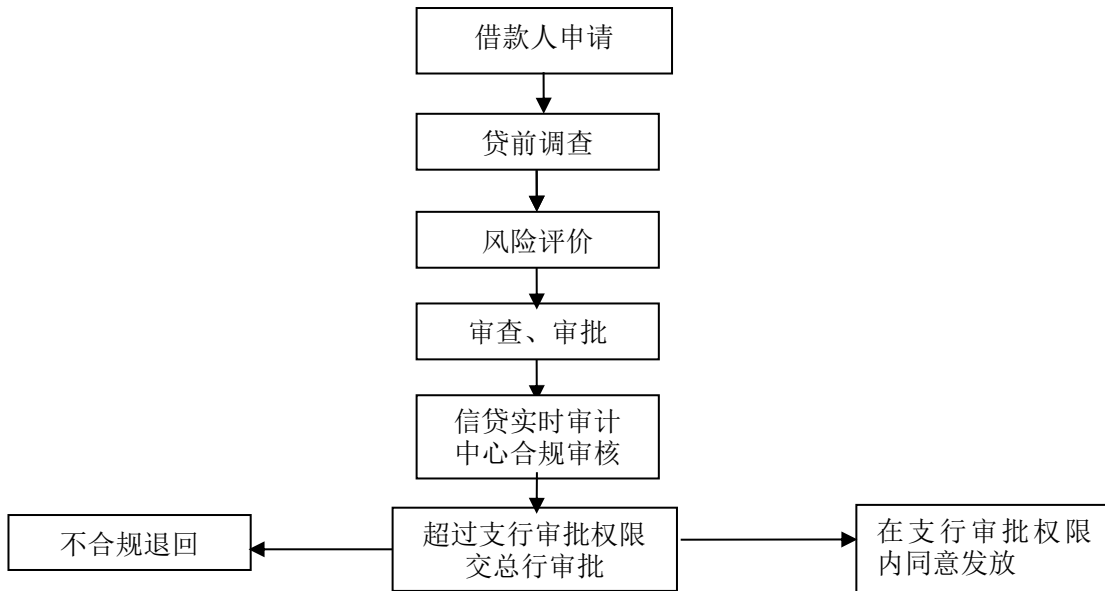 借款人申请
贷前调查
风险评价
审查、审批
信贷实时审计
中心合规审核
不合规退回
超过支行审批权限
交总行审批
在支行审批权限
内同意发放